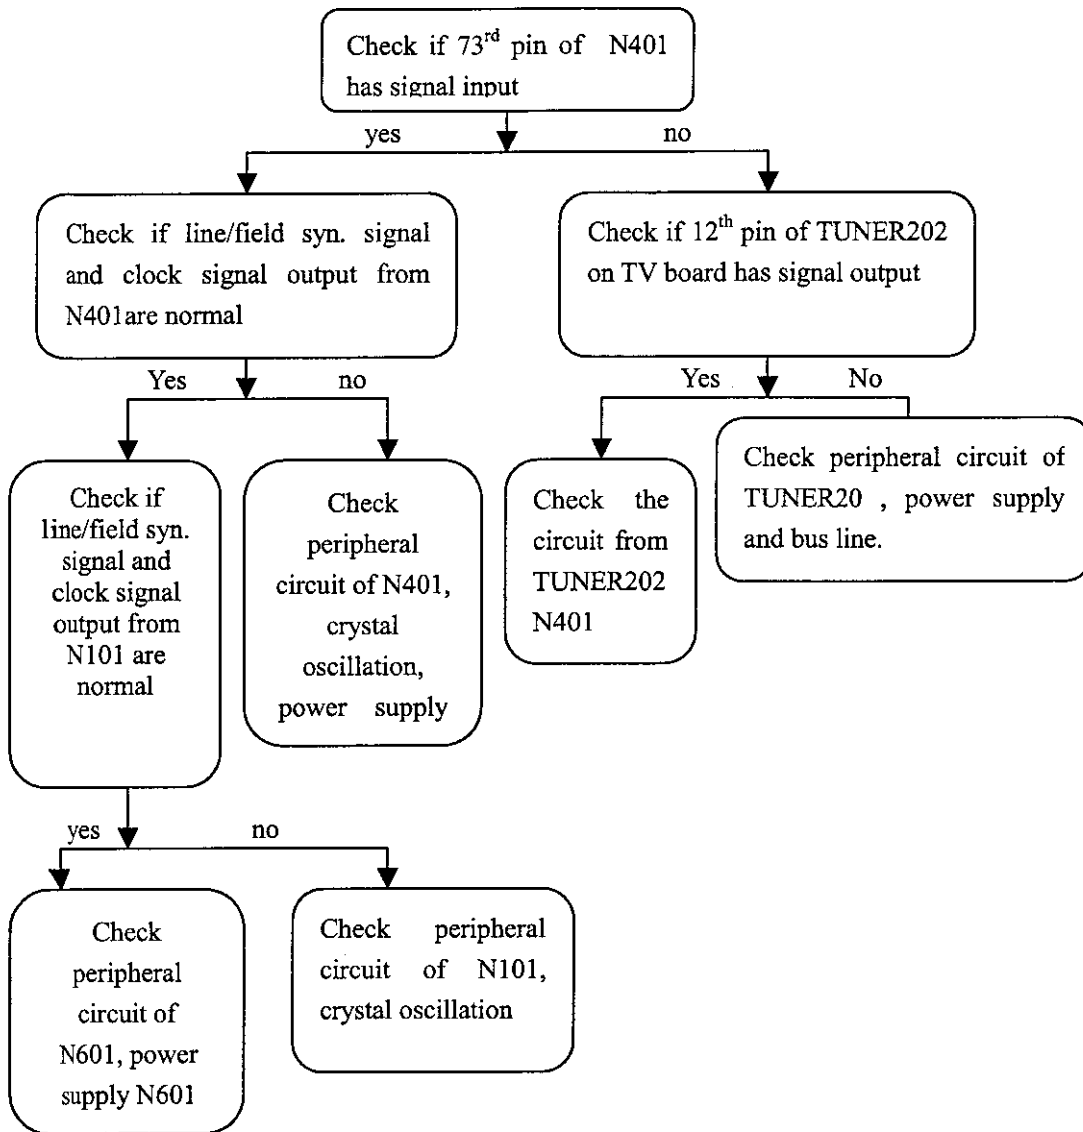 Check if 73rd pin of N401
has signal input
yes
no
Check if line/field syn. signal
and clock signal output from
N401are normal
Check if 12th pin of TUNER202
on TV board has signal output
Yes
no
Yes
No
Check if
line/field syn.
signal and
clock signal
output from
N101 are
normal
Check
peripheral
circuit of N401,
crystal
oscillation,
power supply
Check the
circuit from
TUNER202
N401
Check peripheral circuit of
TUNER20 , power supply
and bus line.
yes
no
Check
peripheral
circuit of
N601, power
supply N601
Check peripheral
circuit of N101,
crystal oscillation